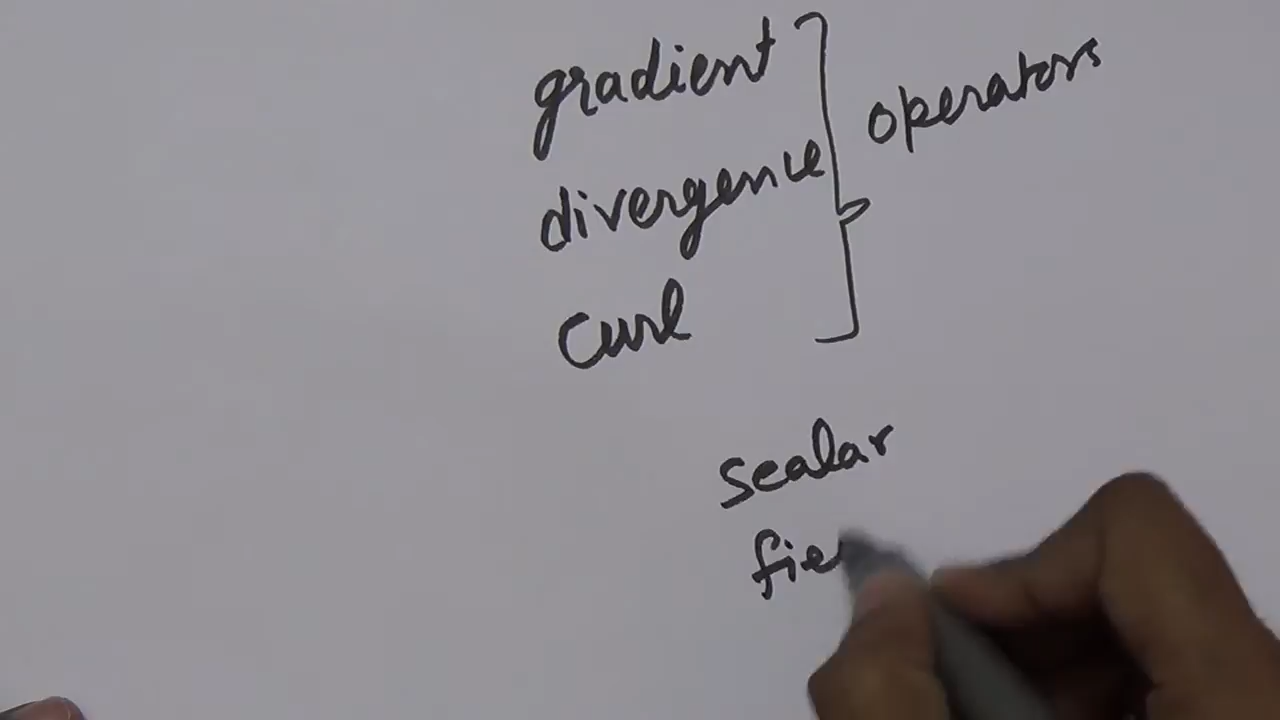 gradient
operators
divergence
Curl
scalar
fie